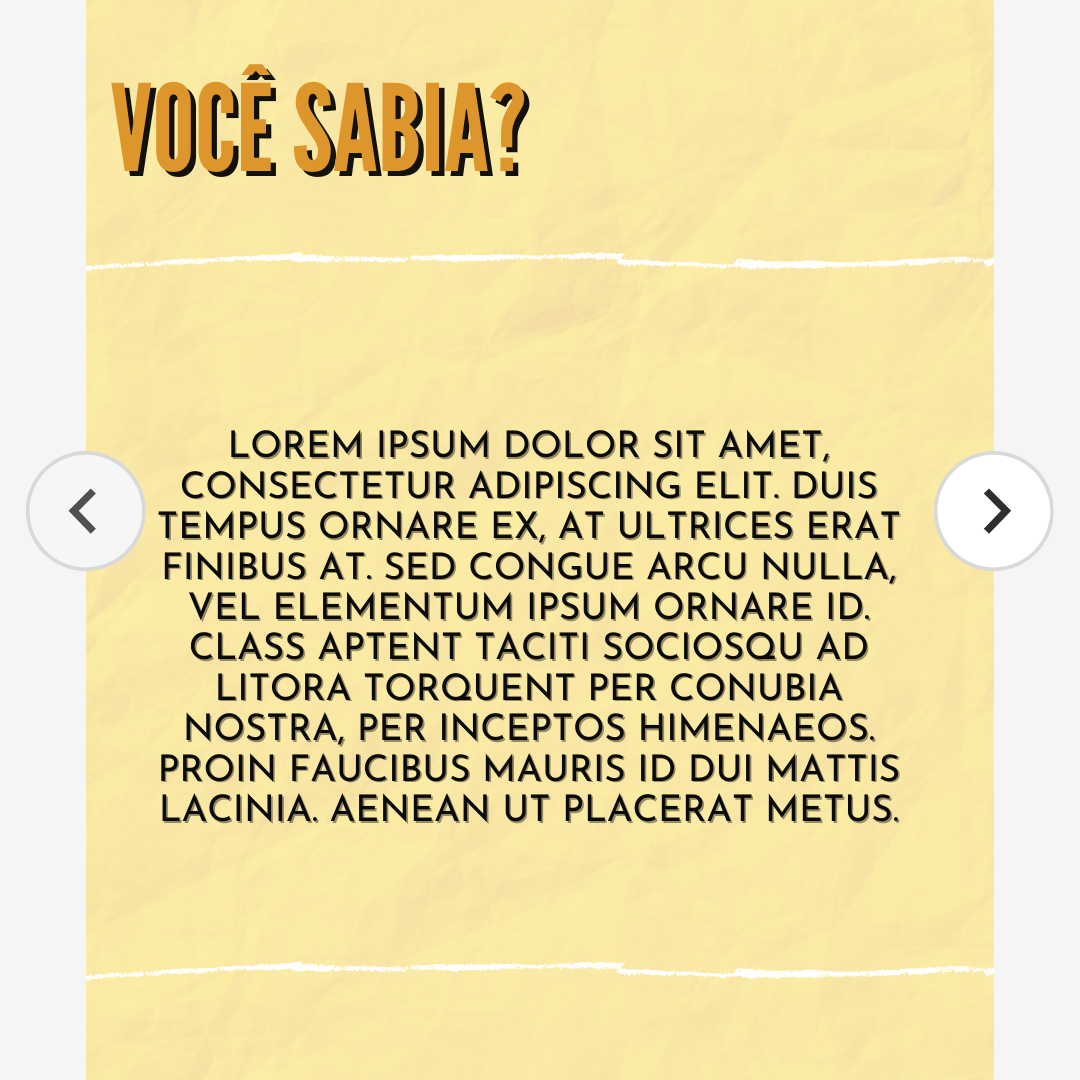 VOCÊ SABIA?
LOREM IPSUM DOLOR SIT AMET,
CONSECTETUR ADIPISCING ELIT. DUIS
TEMPUS ORNARE EX, AT ULTRICES ERAT
FINIBUS AT. SED CONGUE ARCU NULLA,
VEL ELEMENTUM IPSUM ORNARE ID.
CLASS APTENT TACITI SOCIOSQU AD
LITORA TORQUENT PER CONUBIA
NOSTRA, PER INCEPTOS HIMENAEOS.
PROIN FAUCIBUS MAURIS ID DUI MATTIS
LACINIA. AENEAN UT PLACERAT METUS.